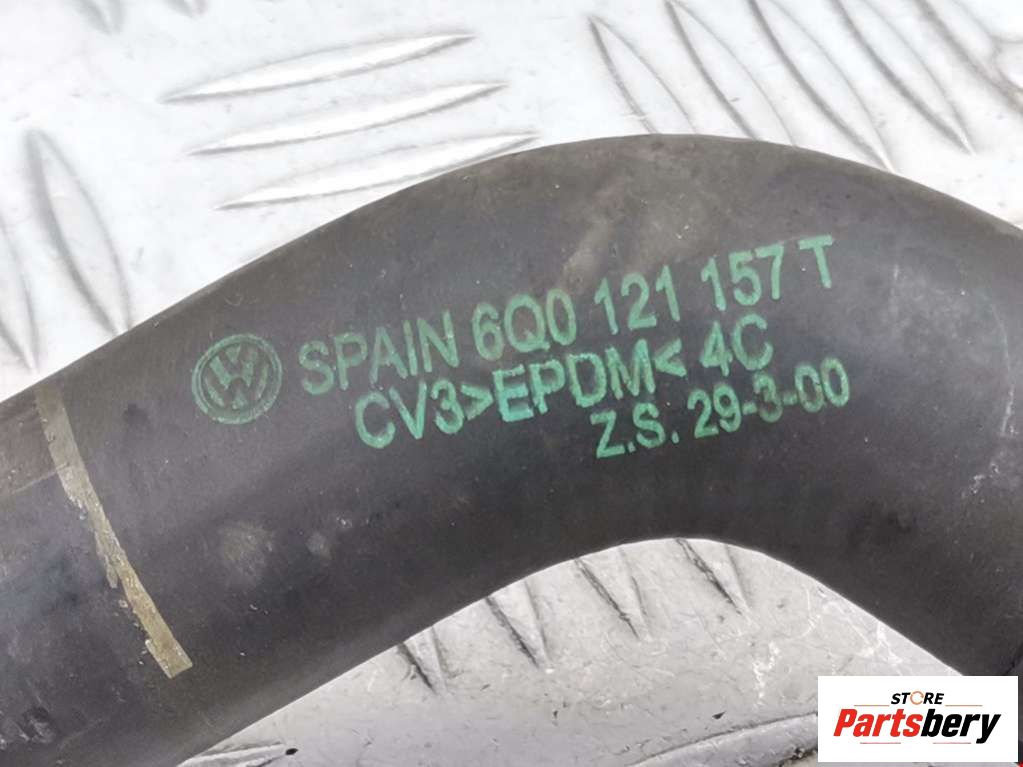 SPAIN 6Q0 121 157 T
CV3>EPDM< 4C
Z.S. 29-3-00
STORE
Partsbery